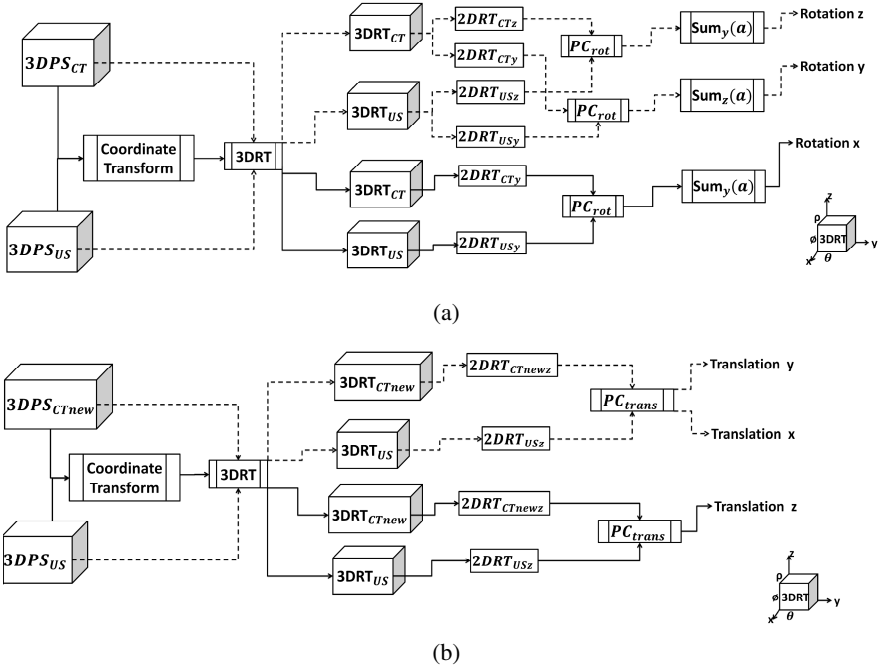 3DPS_CT
3DPS_US
Coordinate
Transform
3DRT
3DRT_CT
3DRT_US
3DRT_CT
3DRT_US
2DRT_CTz
2DRT_CTy
2DRT_USz
2DRT_USy
2DRT_CTy
2DRT_USy
PC_rot
PC_rot
PC_rot
Sum_y(a)
Sum_z(a)
Sum_y(a)
Rotation z
Rotation y
Rotation x
z
ρ
ϕ 3DRT
y
x θ
(a)
3DPS_CTnew
3DPS_US
Coordinate
Transform
3DRT
3DRT_CTnew
3DRT_US
3DRT_CTnew
3DRT_US
2DRT_CTnewz
2DRT_USz
2DRT_CTnewz
2DRT_USz
PC_trans
PC_trans
Translation y
Translation x
Translation z
z
ρ
ϕ 3DRT
y
x θ
(b)